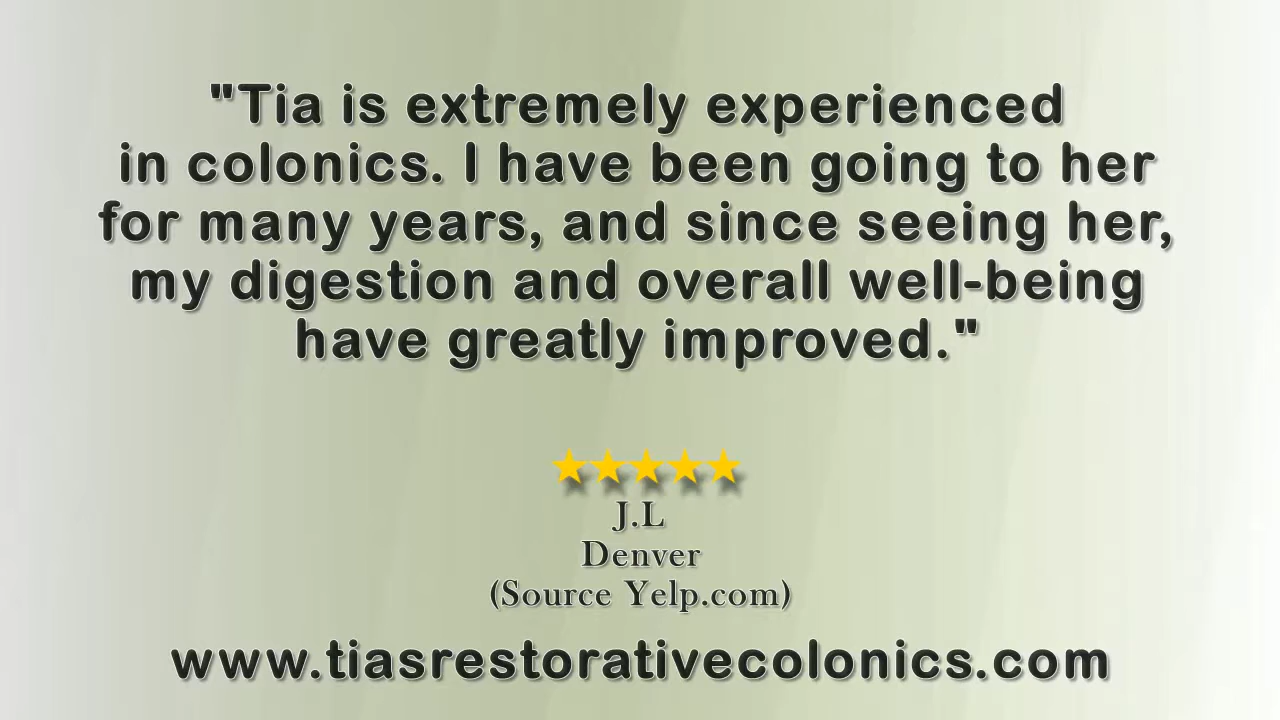 "Tia is extremely experienced
in colonics. I have been going to her
for many years, and since seeing her,
my digestion and overall well-being
have greatly improved."
J.L
Denver
(Source Yelp.com)
www.tiasrestorativecolonics.com